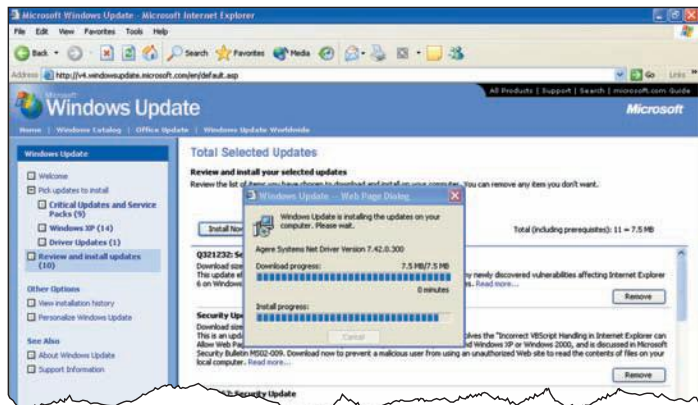 Microsoft Windows Update - Microsoft Internet Explorer
File Edit View Favorites Tools Help
Back Search Favorites Media
Address http://v4.windowsupdate.microsoft.com/en/default.asp Go Links »
All Products | Support | Search | microsoft.com Guide
Microsoft
Windows Update
Microsoft
Home | Windows Catalog | Office Update | Windows Update Worldwide
Windows Update
Welcome
Pick updates to install
Critical Updates and Service
Packs (9)
Windows XP (14)
Driver Updates (1)
Review and install updates
(10)
Other Options
View installation history
Personalize Windows Update
See Also
About Windows Update
Support Information
Total Selected Updates
Review and install your selected updates
Review the list of items you have chosen to download and install on your computer. You can remove any item you don't want.
Install Now
Total (including prerequisites): 11 = 7.5 MB
Q321232: Se
Download size
This update el
6 on Windows
ny newly discovered vulnerabilities affecting Internet Explorer
es. Read more...
Remove
Security Up
Download size
This is an upda
Allow Web Pag
olves the "Incorrect VBScript Handling in Internet Explorer can
d Windows XP or Windows 2000, and is discussed in Microsoft
Security Bulletin MS02-009. Download now to prevent a malicious user from using an unauthorized Web site to read the contents of files on your
local computer. Read more...
Remove
Security Update
Windows Update -- Web Page Dialog
Windows Update is installing the updates on your
computer. Please wait.
Agere Systems Net Driver Version 7.42.0.300
Download progress: 7.5 MB/7.5 MB
0 minutes
Install progress:
Cancel